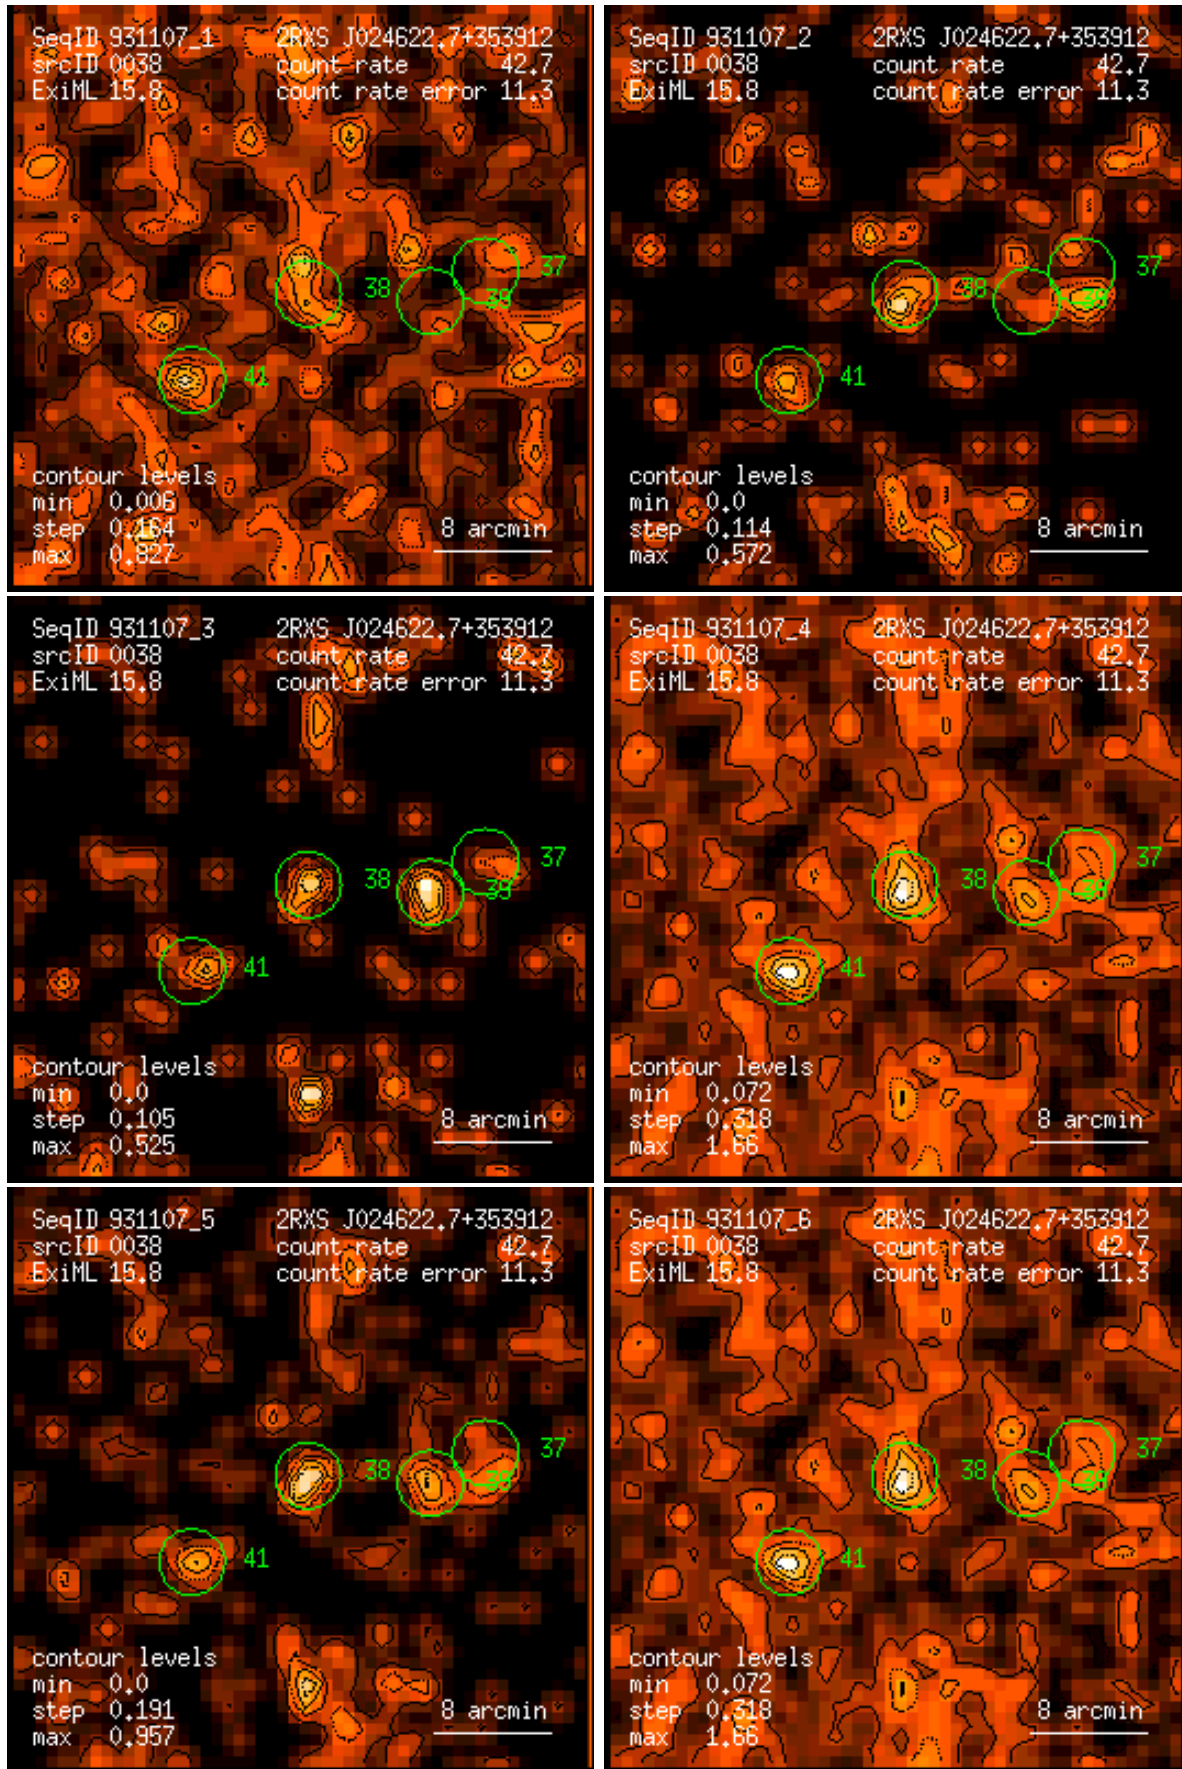 SeqID 931107_1 2RXS J024622.7+353912
srcID 0038 count rate 42.7
ExiML 15.8 count rate error 11.3
37
38
39
41
contour levels
min 0.006
step 0.164 8 arcmin
max 0.827
SeqID 931107_2 2RXS J024622.7+353912
srcID 0038 count rate 42.7
ExiML 15.8 count rate error 11.3
37
38
39
41
contour levels
min 0.0
step 0.114 8 arcmin
max 0.572
SeqID 931107_3 2RXS J024622.7+353912
srcID 0038 count rate 42.7
ExiML 15.8 count rate error 11.3
37
38
39
41
contour levels
min 0.0
step 0.105 8 arcmin
max 0.525
SeqID 931107_4 2RXS J024622.7+353912
srcID 0038 count rate 42.7
ExiML 15.8 count rate error 11.3
37
38
39
41
contour levels
min 0.072
step 0.318 8 arcmin
max 1.66
SeqID 931107_5 2RXS J024622.7+353912
srcID 0038 count rate 42.7
ExiML 15.8 count rate error 11.3
37
38
39
41
contour levels
min 0.0
step 0.191 8 arcmin
max 0.957
SeqID 931107_6 2RXS J024622.7+353912
srcID 0038 count rate 42.7
ExiML 15.8 count rate error 11.3
37
38
39
41
contour levels
min 0.072
step 0.318 8 arcmin
max 1.66